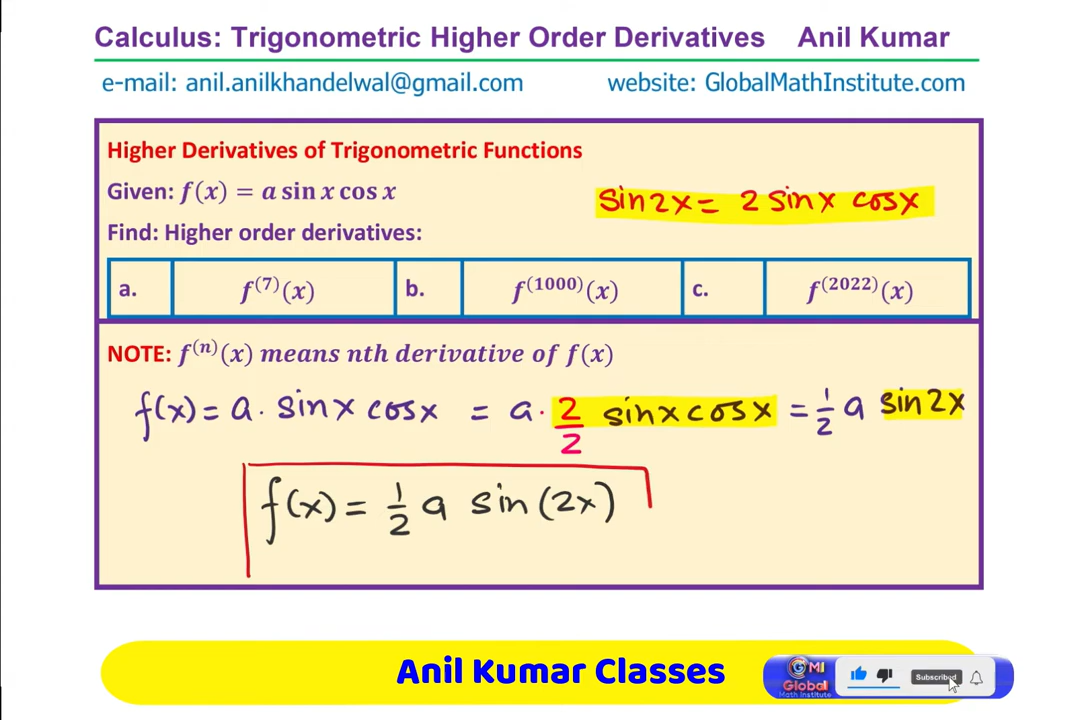 Calculus: Trigonometric Higher Order Derivatives Anil Kumar
e-mail: anil.anilkhandelwal@gmail.com website: GlobalMathInstitute.com
Higher Derivatives of Trigonometric Functions
Given: f(x) = a sin x cos x
sin2x = 2 sinx cosx
Find: Higher order derivatives:
a. f⁽⁷⁾(x) b. f⁽¹⁰⁰⁰⁾(x) c. f⁽²⁰²²⁾(x)
NOTE: f⁽ⁿ⁾(x) means nth derivative of f(x)
f(x) = a · sinx cosx = a · 2/2 sinx cosx = 1/2 a sin2x
f(x) = 1/2 a sin(2x)
Anil Kumar Classes
GMI
Global
Math Institute
Subscribed